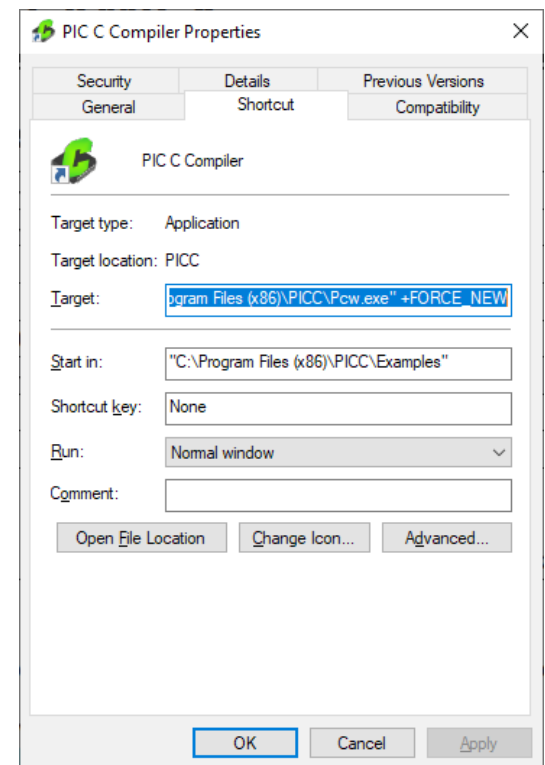 PIC C Compiler Properties
Security Details Previous Versions
General Shortcut Compatibility
PIC C Compiler
Target type: Application
Target location: PICC
Target: ogram Files (x86)\PICC\Pcw.exe" +FORCE_NEW
Start in: "C:\Program Files (x86)\PICC\Examples"
Shortcut key: None
Run: Normal window
Comment:
Open File Location Change Icon... Advanced...
OK Cancel Apply